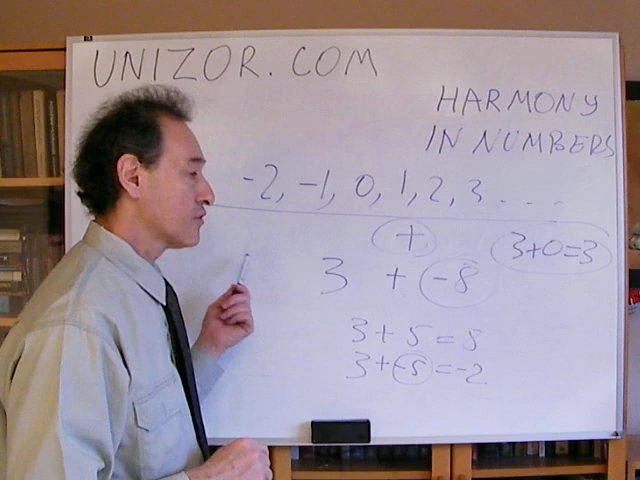 UNIZOR.COM
HARMONY
IN NUMBERS
-2, -1, 0, 1, 2, 3 . . . .
+
3+0=3
3 + -8
3+5=5
3+-5=-2